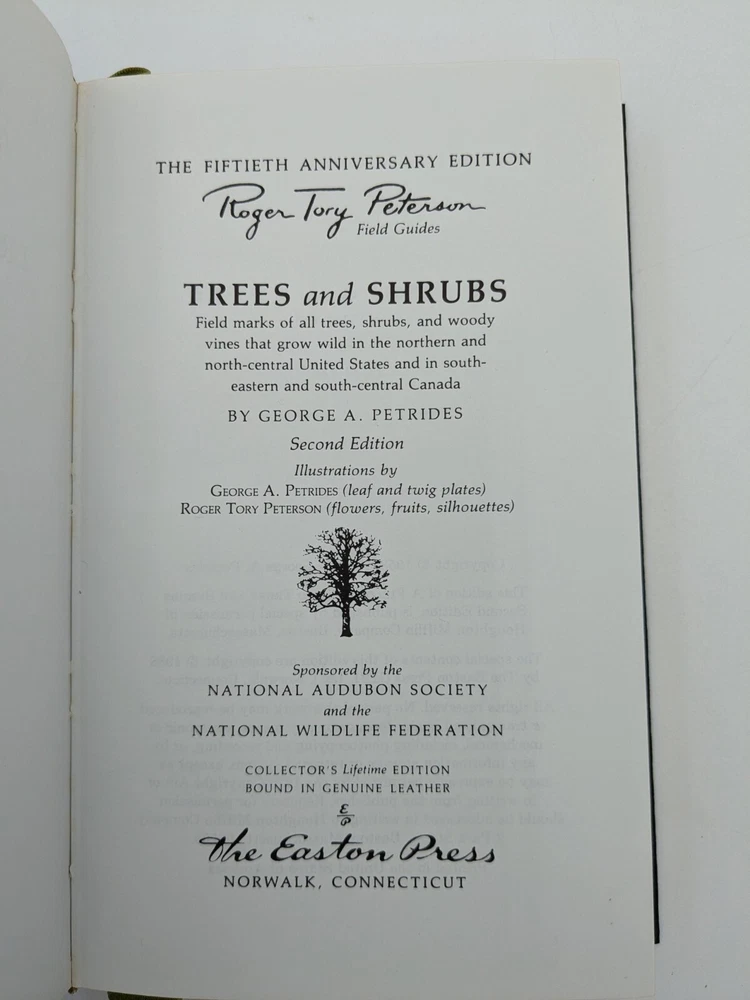 THE FIFTIETH ANNIVERSARY EDITION
Roger Tory Peterson
Field Guides
TREES and SHRUBS
Field marks of all trees, shrubs, and woody
vines that grow wild in the northern and
north-central United States and in south-
eastern and south-central Canada
BY GEORGE A. PETRIDES
Second Edition
Illustrations by
GEORGE A. PETRIDES (leaf and twig plates)
ROGER TORY PETERSON (flowers, fruits, silhouettes)
Sponsored by the
NATIONAL AUDUBON SOCIETY
and the
NATIONAL WILDLIFE FEDERATION
COLLECTOR'S Lifetime EDITION
BOUND IN GENUINE LEATHER
E
P
The Easton Press
NORWALK, CONNECTICUT